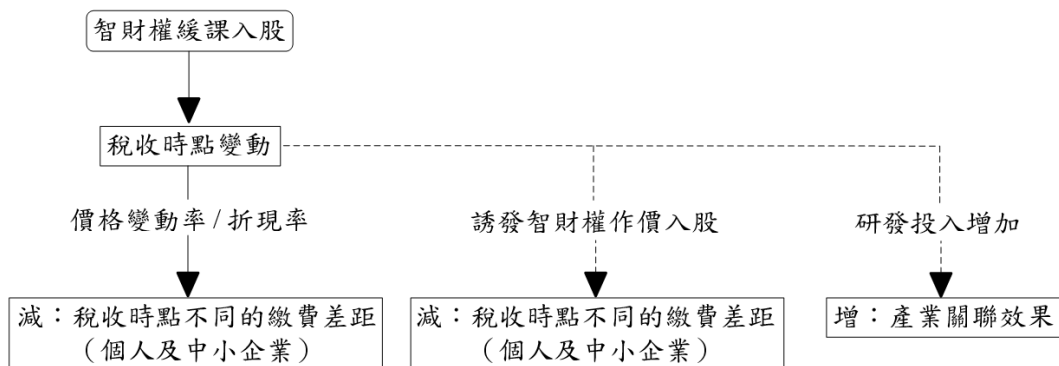 智財權緩課入股
稅收時點變動
價格變動率/折現率
誘發智財權作價入股
研發投入增加
減：稅收時點不同的繳費差距
（個人及中小企業）
減：稅收時點不同的繳費差距
（個人及中小企業）
增：產業關聯效果